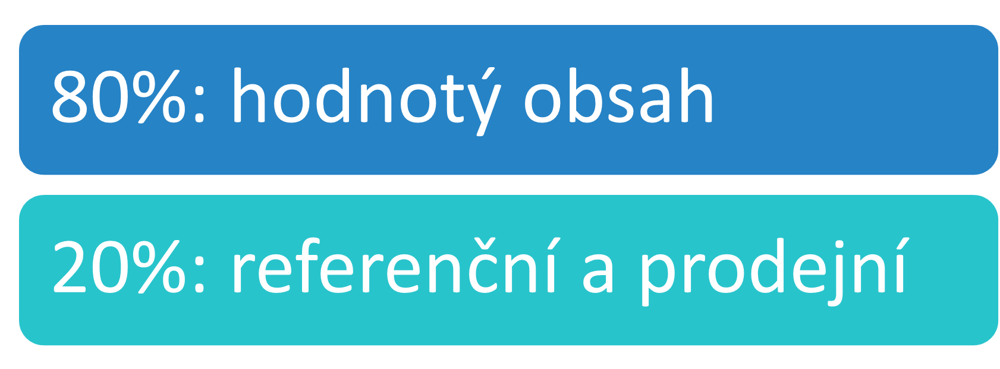 80%: hodnotý obsah
20%: referenční a prodejní